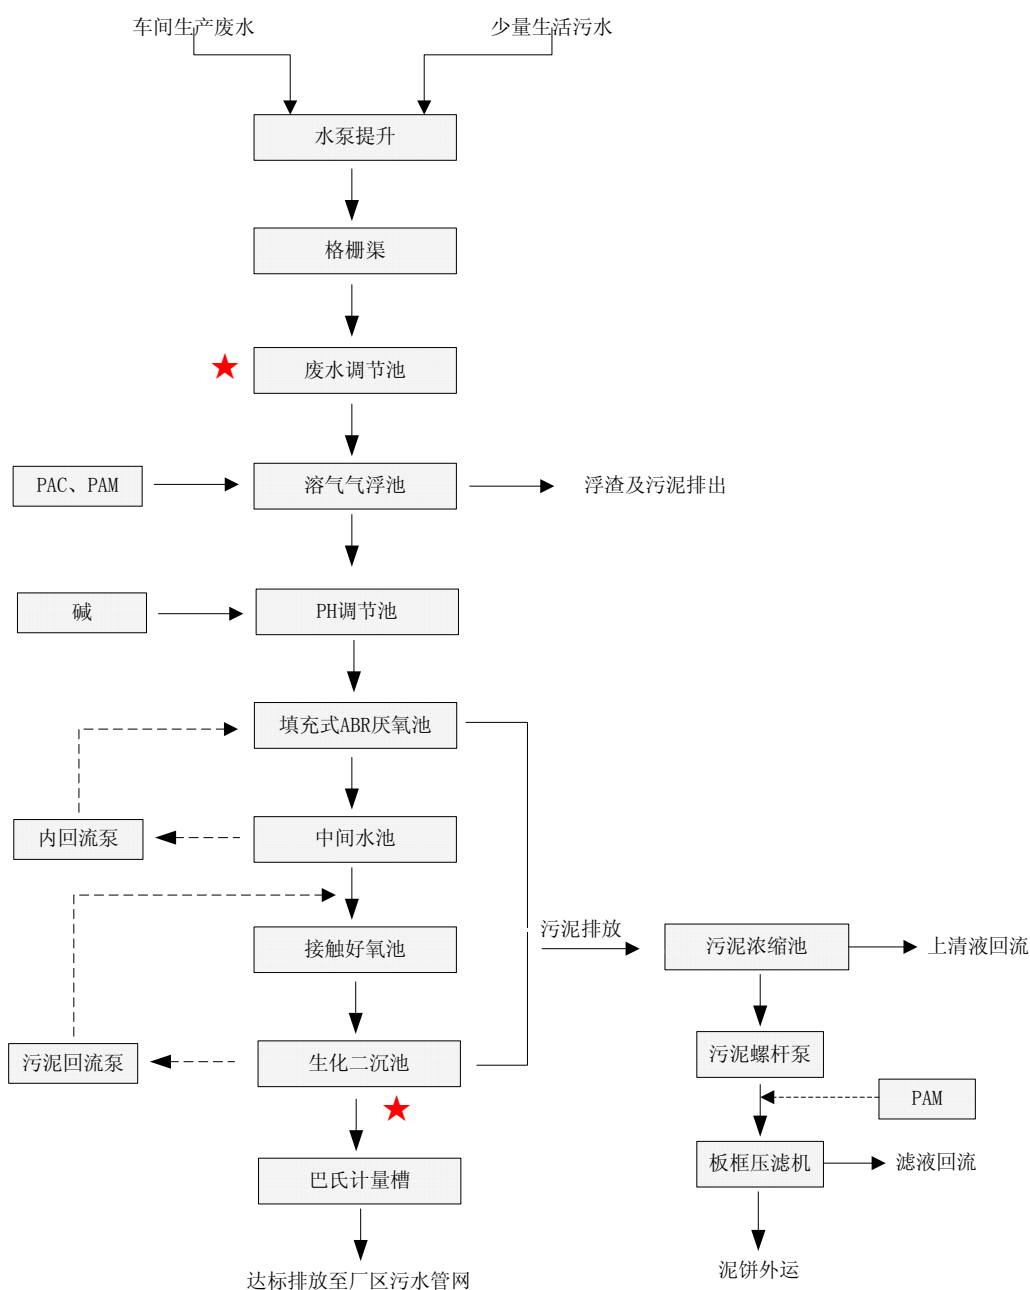 车间生产废水
少量生活污水
水泵提升
格栅渠
废水调节池
PAC、PAM
溶气气浮池
浮渣及污泥排出
碱
PH调节池
填充式ABR厌氧池
内回流泵
中间水池
污泥排放
接触好氧池
污泥浓缩池
上清液回流
污泥回流泵
生化二沉池
污泥螺杆泵
PAM
巴氏计量槽
板框压滤机
滤液回流
达标排放至厂区污水管网
泥饼外运